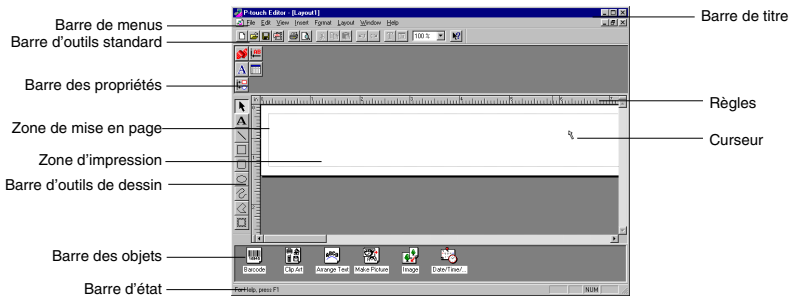 P-touch Editor - [Layout1]
Barre de titre
Barre de menus
File Edit View Insert Format Layout Window Help
Barre d'outils standard
100 %
Barre des propriétés
Règles
Zone de mise en page
Curseur
Zone d'impression
Barre d'outils de dessin
Barre des objets
Barcode Clip Art Arrange Text Make Picture Image Date/Time/...
Barre d'état
For Help, press F1
NUM